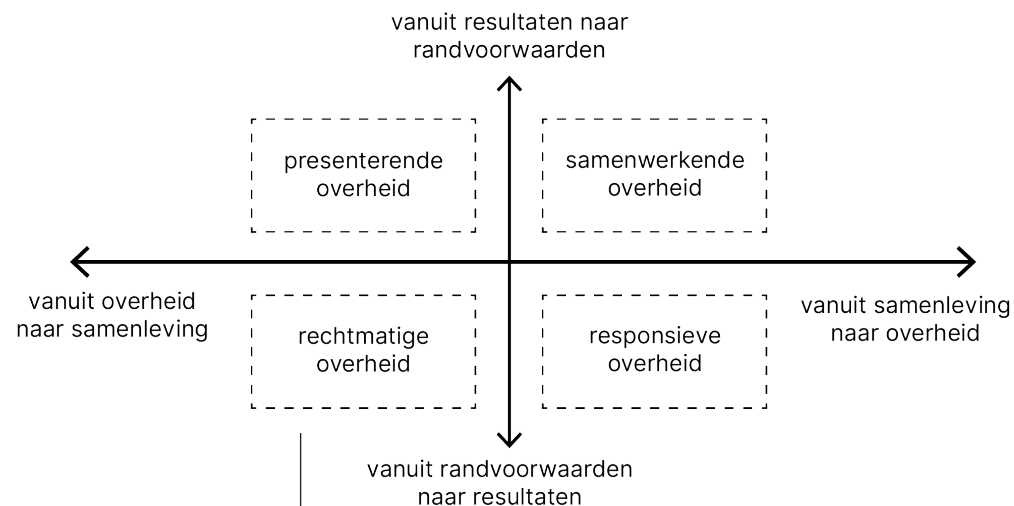 vanuit resultaten naar
randvoorwaarden
presenterende
overheid
samenwerkende
overheid
vanuit overheid
naar samenleving
vanuit samenleving
naar overheid
rechtmatige
overheid
responsieve
overheid
vanuit randvoorwaarden
naar resultaten